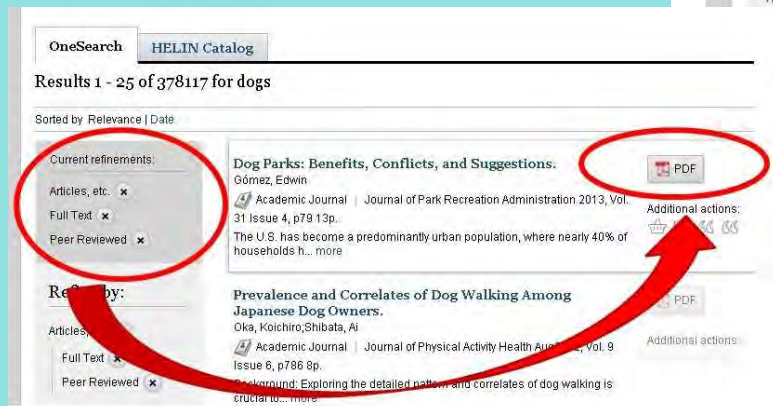 OneSearch
HELIN Catalog
Results 1 - 25 of 378117 for dogs
Sorted by Relevance | Date
Current refinements:
Articles, etc. ×
Full Text ×
Peer Reviewed ×
Dog Parks: Benefits, Conflicts, and Suggestions.
Gómez, Edwin
Academic Journal | Journal of Park Recreation Administration 2013, Vol.
31 Issue 4, p79 13p.
The U.S. has become a predominantly urban population, where nearly 40% of
households h... more
PDF
Additional actions:
by:
Articles,
Full Text ×
Peer Reviewed ×
Prevalence and Correlates of Dog Walking Among
Japanese Dog Owners.
Oka, Koichiro;Shibata, Ai
Academic Journal | Journal of Physical Activity Health Vol. 9
Issue 6, p786 8p.
Exploring the detailed and correlates of dog walking is
crucial to... more
PDF
Additional actions: